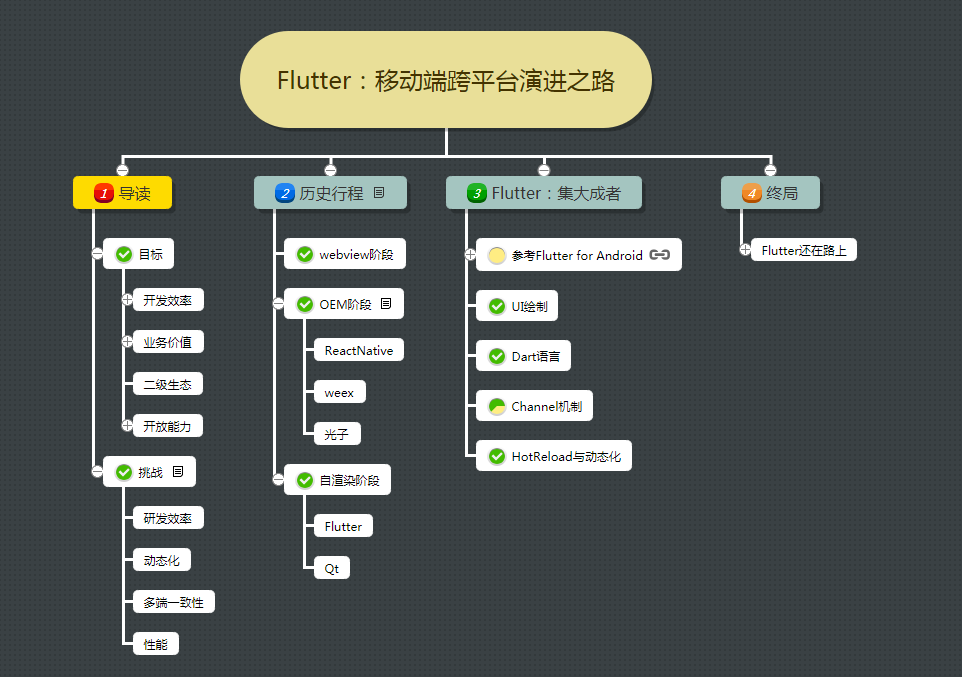 Flutter：移动端跨平台演进之路
1 导读
目标
开发效率
业务价值
二级生态
开放能力
挑战
研发效率
动态化
多端一致性
性能
2 历史行程
webview阶段
OEM阶段
ReactNative
weex
光子
自渲染阶段
Flutter
Qt
3 Flutter：集大成者
参考Flutter for Android
UI绘制
Dart语言
Channel机制
HotReload与动态化
4 终局
Flutter还在路上